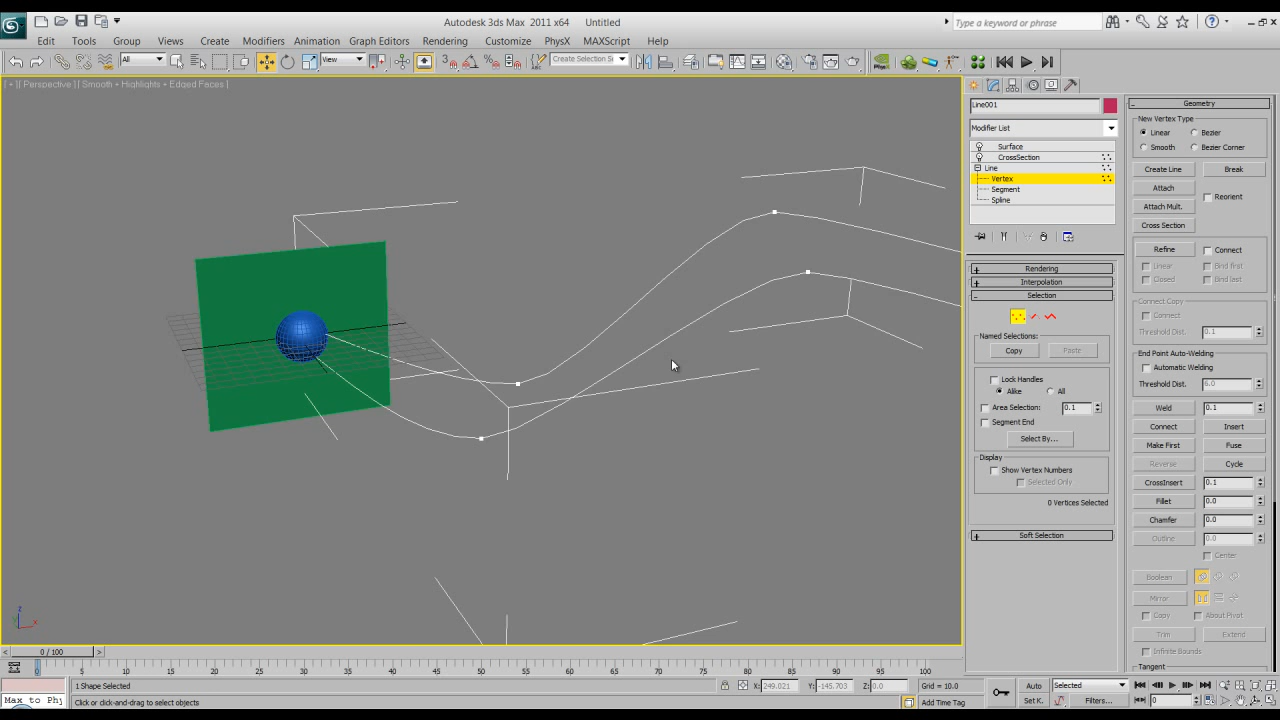 Autodesk 3ds Max 2011 x64 Untitled
Type a keyword or phrase
Edit Tools Group Views Create Modifiers Animation Graph Editors Rendering Customize PhysX MAXScript Help
All View Create Selection Se
[ + ][ Perspective ] [ Smooth + Highlights + Edged Faces ]
Line001
Modifier List
Surface
CrossSection
Line
Vertex
Segment
Spline
Rendering
Interpolation
Selection
Named Selections:
Copy Paste
Lock Handles
Alike All
Area Selection: 0.1
Segment End
Select By...
Display
Show Vertex Numbers
Selected Only
0 Vertices Selected
Soft Selection
Geometry
New Vertex Type
Linear Bezier
Smooth Bezier Corner
Create Line Break
Attach
Reorient
Attach Mult.
Cross Section
Refine Connect
Linear Bind first
Closed Bind last
Connect Copy
Connect
Threshold Dist. 0.1
End Point Auto-Welding
Automatic Welding
Threshold Dist. 6.0
Weld 0.1
Connect Insert
Make First Fuse
Reverse Cycle
CrossInsert 0.1
Fillet 0.0
Chamfer 0.0
Outline 0.0
Center
Boolean
Mirror
Copy About Pivot
Trim Extend
Infinite Bounds
Tangent
z
x
0 / 100
0 5 10 15 20 25 30 35 40 45 50 55 60 65 70 75 80 85 90 95 100
1 Shape Selected X: 249.021 Y: -145.703 Z: 0.0 Grid = 10.0 Auto Selected
Max to Phy Click or click-and-drag to select objects Add Time Tag Set K. Filters... 0